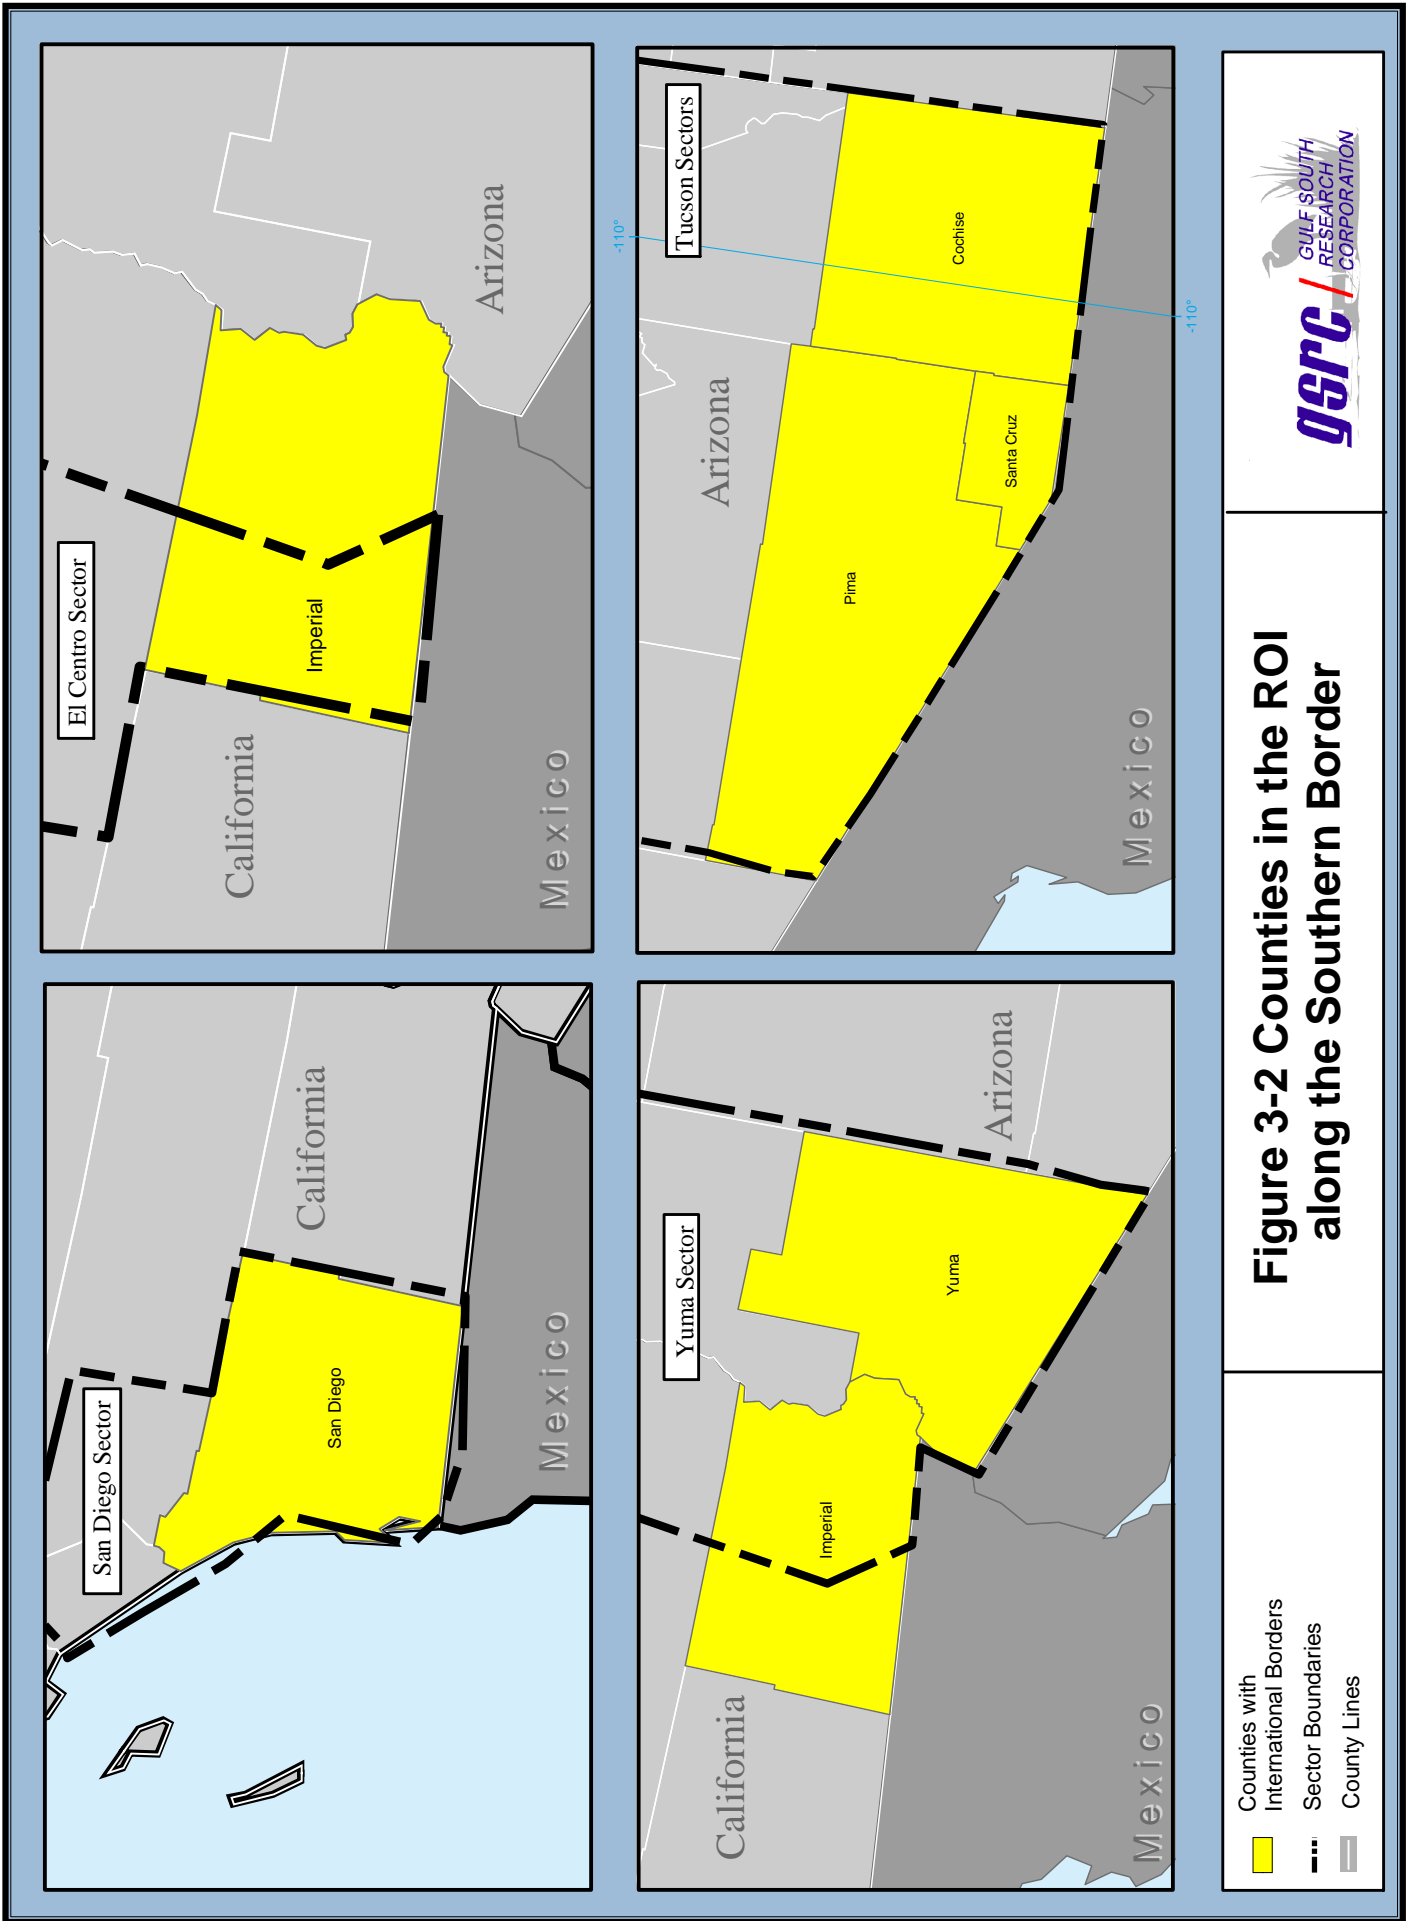 San Diego Sector
California
San Diego
Mexico
El Centro Sector
Arizona
California
Imperial
Mexico
Yuma Sector
Arizona
Yuma
Imperial
California
Mexico
-110°
Tucson Sectors
Arizona
Cochise
Santa Cruz
Pima
Mexico
-110°
Counties with
International Borders
Sector Boundaries
County Lines
Figure 3-2 Counties in the ROI
along the Southern Border
gsrc
GULF SOUTH
RESEARCH
CORPORATION